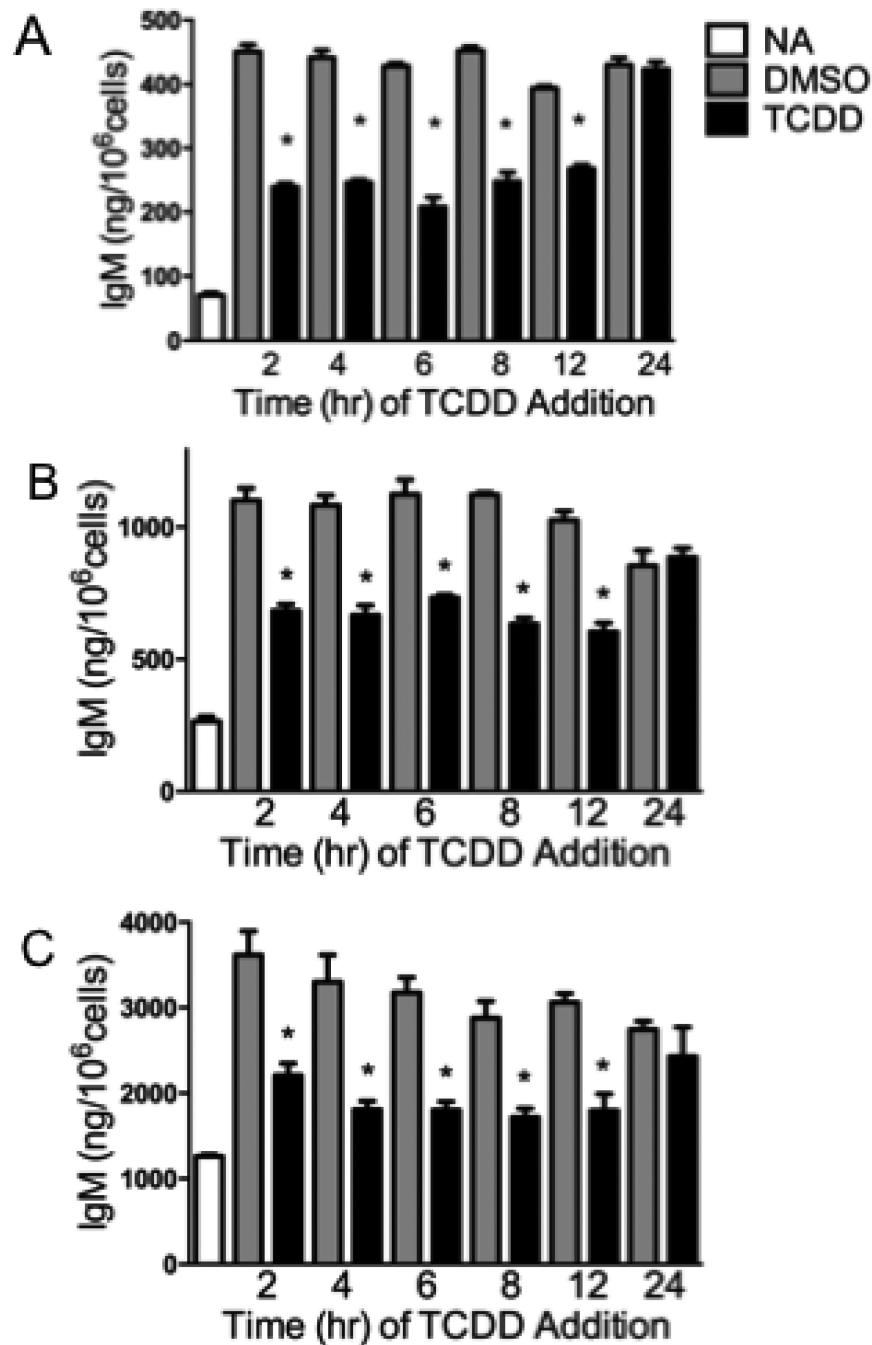 A
IgM (ng/10⁶cells)
500
400
300
200
100
0
* * * * *
2 4 6 8 12 24
Time (hr) of TCDD Addition
NA
DMSO
TCDD
B
IgM (ng/10⁶cells)
1000
500
0
* * * * *
2 4 6 8 12 24
Time (hr) of TCDD Addition
C
IgM (ng/10⁶cells)
4000
3000
2000
1000
0
* * * * *
2 4 6 8 12 24
Time (hr) of TCDD Addition